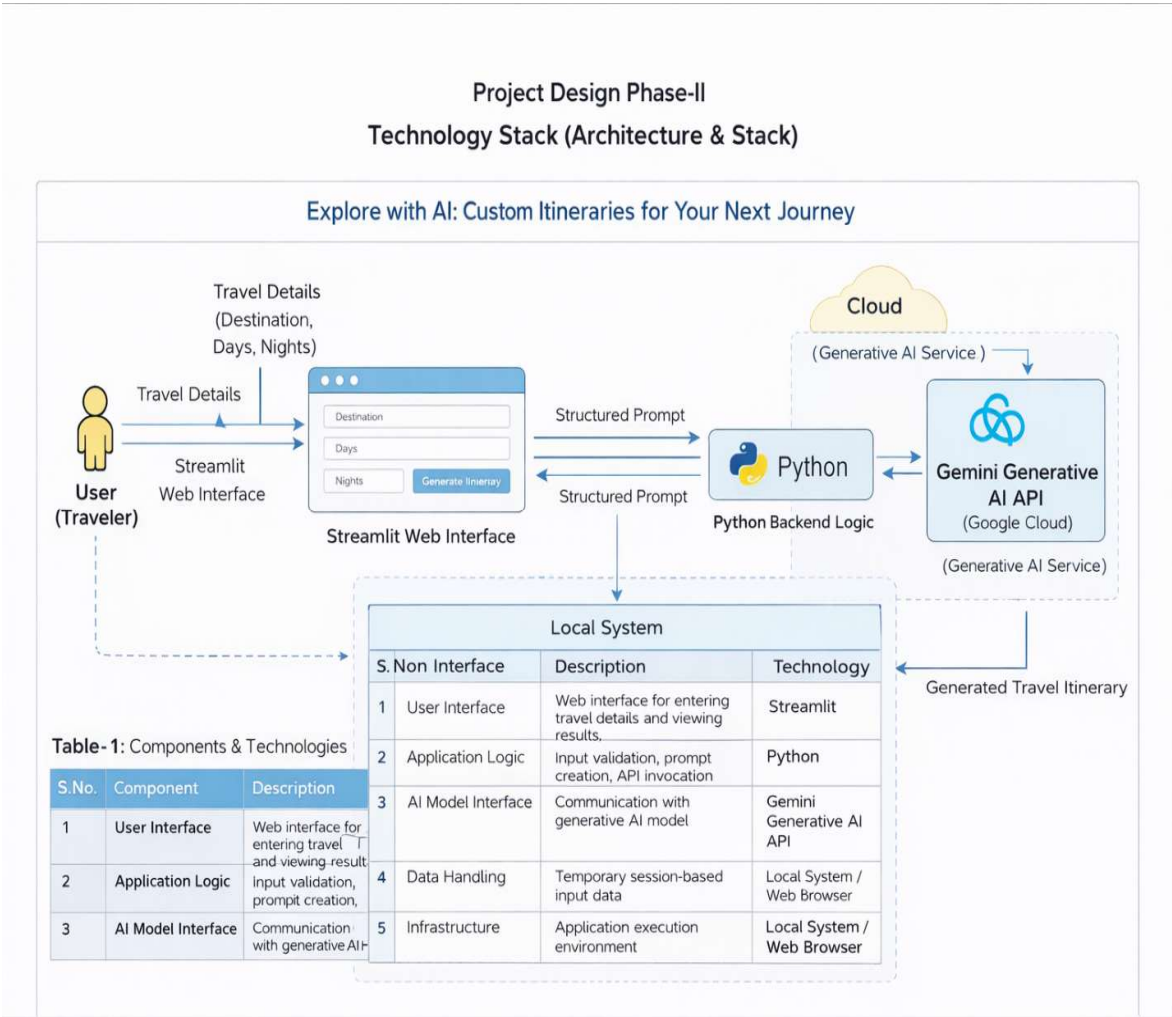 Project Design Phase-II
Technology Stack (Architecture & Stack)
Explore with AI: Custom Itineraries for Your Next Journey
Travel Details
(Destination,
Days, Nights)
Travel Details
Streamlit
Web Interface
User
(Traveler)
Destination
Days
Nights
Generate
Streamlit Web Interface
Structured Prompt
Structured Prompt
Python
Python Backend Logic
Cloud
(Generative AI Service )
Gemini Generative
AI API
(Google Cloud)
(Generative AI Service)
Generated Travel Itinerary
Local System
S. Non Interface Description Technology
1 User Interface Web interface for entering
travel details and viewing
results,
Streamlit
2 Application Logic Input validation, prompt
creation, API invocation
Python
3 AI Model Interface Communication with
generative AI model
Gemini
Generative AI
API
4 Data Handling Temporary session-based
input data
Local System /
Web Browser
5 Infrastructure Application execution
environment
Local System /
Web Browser
Table-1: Components & Technologies
S.No. Component Description
1 User Interface Web interface for
entering travel
and viewing result
2 Application Logic Input validation,
prompit creation,
3 AI Model Interface Communication
with generative AI